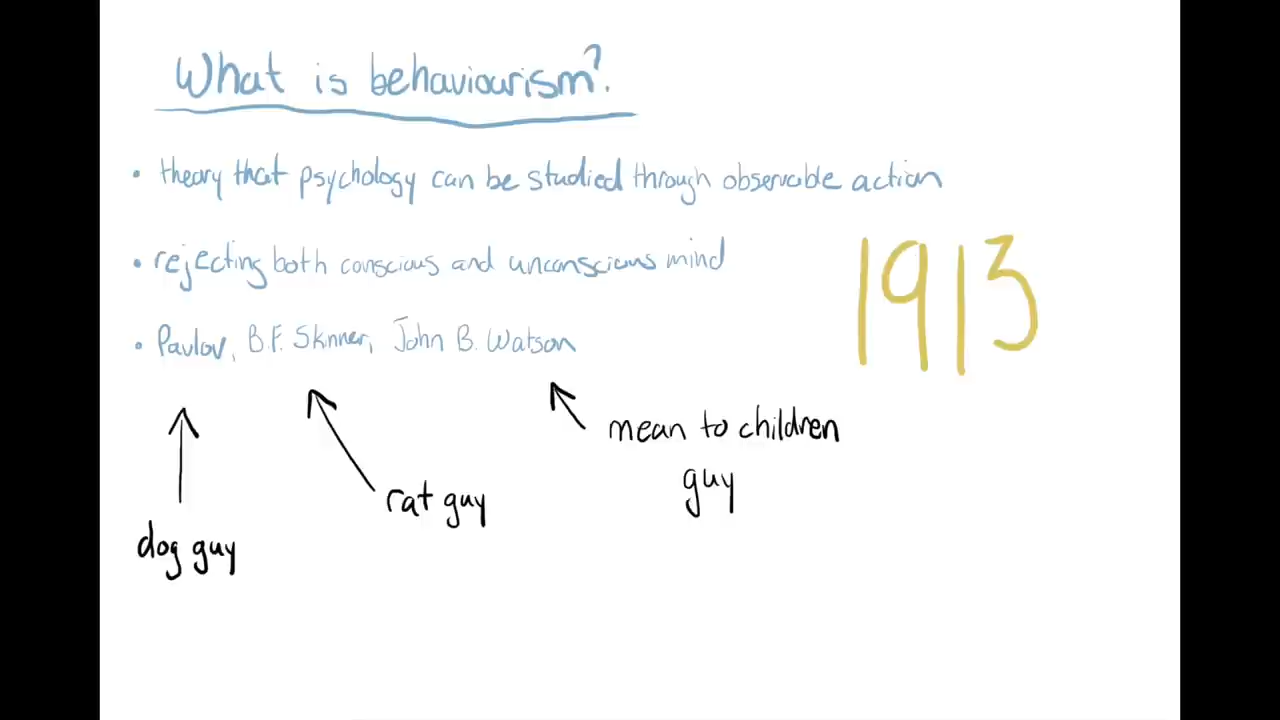 What is behaviourism?
• theory that psychology can be studied through observable action
• rejecting both conscious and unconscious mind
1913
• Pavlov, B.F. Skinner, John B. Watson
mean to children
guy
rat guy
dog guy